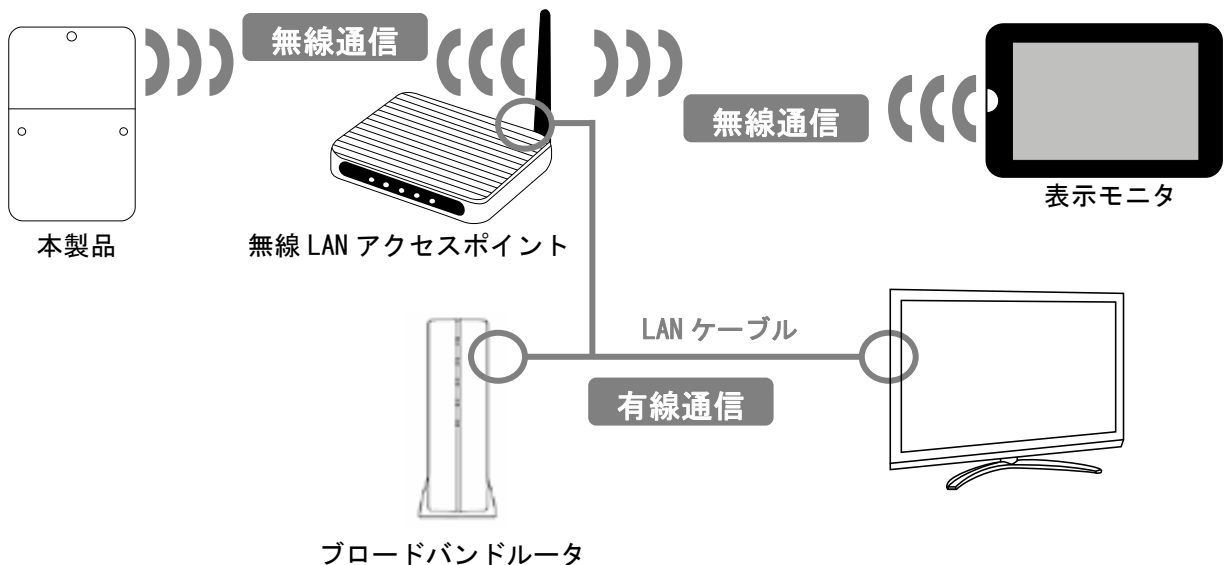 無線通信
無線通信
表示モニタ
本製品
無線 LAN アクセスポイント
LAN ケーブル
有線通信
ブロードバンドルータ